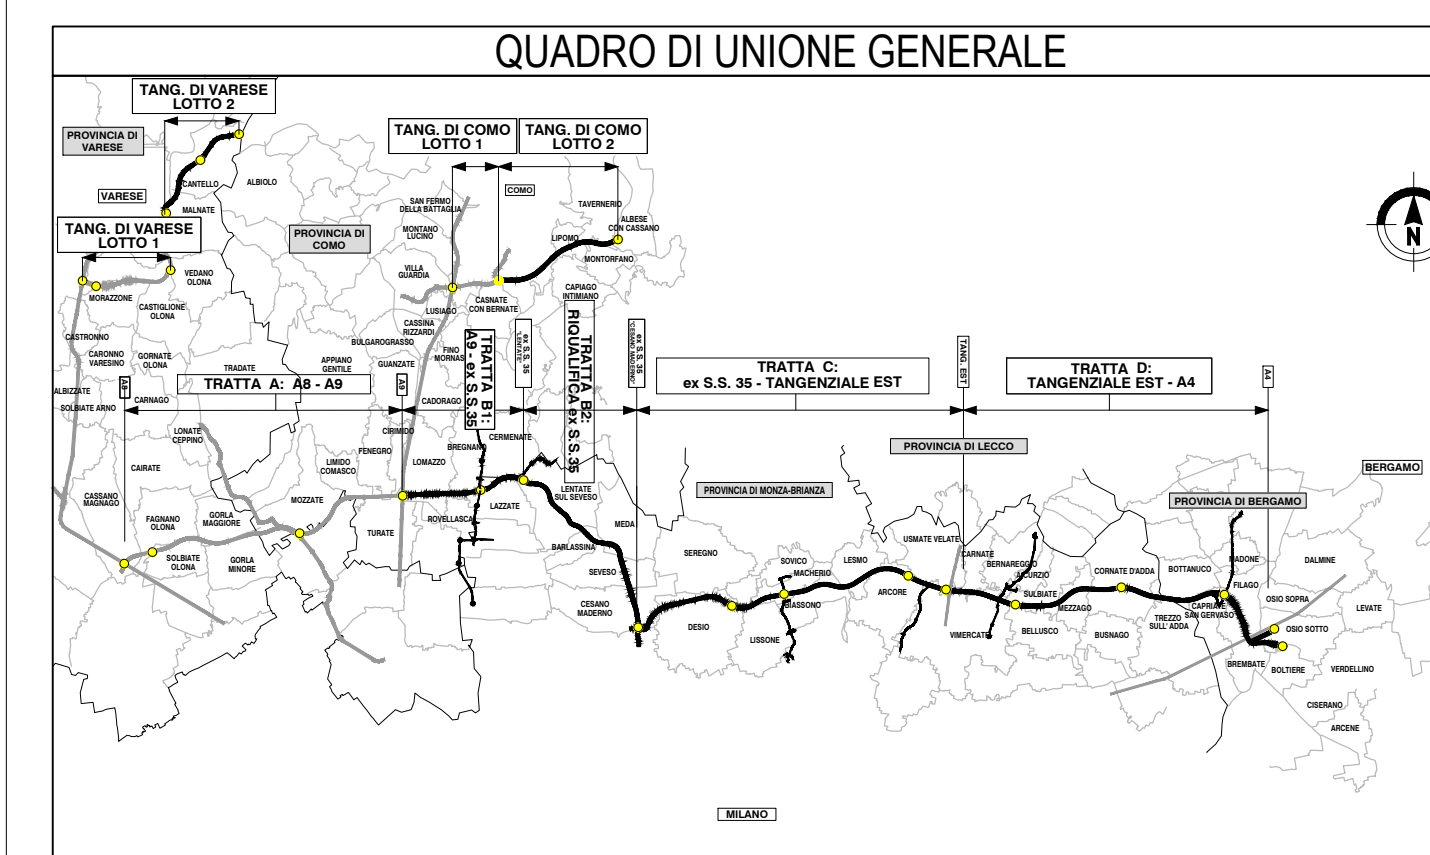 QUADRO DI UNIONE GENERALE
TANG. DI VARESE
LOTTO 2
PROVINCIA DI
VARESE
TANG. DI COMO
LOTTO 1
TANG. DI COMO
LOTTO 2
CANTELLO
ALBIOLO
VARESE
MALNATE
COMO
SAN FERMO
DELLA BATTAGLIA
TAVERNERIO
ALBESE
CON CASSANO
TANG. DI VARESE
LOTTO 1
PROVINCIA DI
COMO
MONTANO
LUCINO
LIPOMO
MONTORFANO
N
VEDANO
OLONA
VILLA
GUARDIA
MORAZZONE
CASTIGLIONE
OLONA
LUSIAGO
CASNATE
CON BERNATE
CAPIAGO
INTIMIANO
CASTRONNO
CASSINA
RIZZARDI
BULGAROGRASSO
CARONNO
VARESINO
GORNATE
OLONA
TRADATE
APPIANO
GENTILE
GUANZATE
FINO
MORNAS
TRATTA B1:
A9 - ex S.S.35
ex S.S. 35
"LENTATE"
TRATTA B2:
RIQUALIFICA ex S.S.35
ex S.S. 35
"CESANO MADERNO"
TRATTA C:
ex S.S. 35 - TANGENZIALE EST
TANG. EST
TRATTA D:
TANGENZIALE EST - A4
A4
ALBIZZATE
A8
TRATTA A: A8 - A9
A9
SOLBIATE ARNO
CARNAGO
CADORAGO
LONATE
CEPPINO
CIRIMIDO
CERMENATE
BREGNANO
FENEGRO
PROVINCIA DI LECCO
CAIRATE
LIMIDO
COMASCO
LOMAZZO
BERGAMO
CASSANO
MAGNAGO
MOZZATE
LENTATE
SUL SEVESO
PROVINCIA DI MONZA-BRIANZA
PROVINCIA DI BERGAMO
LAZZATE
FAGNANO
OLONA
GORLA
MAGGIORE
ROVELLASCA
MEDA
TURATE
USMATE VELATE
BARLASSINA
SEREGNO
SOLBIATE
OLONA
GORLA
MINORE
SOVICO
LESMO
CARNATE
BERNAREGGIO
MADONE
DALMINE
SEVESO
MACHERIO
AICURZIO
CORNATE D'ADDA
BOTTANUCO
FILAGO
ARCORE
SULBIATE
OSIO SOPRA
CESANO
MADERNO
BIASSONO
MEZZAGO
CAPRIATE
SAN GERVASO
LEVATE
DESIO
LISSONE
VIMERCATE
BELLUSCO
BUSNAGO
TREZZO
SULL' ADDA
OSIO SOTTO
BREMBATE
BOLTIERE
VERDELLINO
CISERANO
ARCENE
MILANO